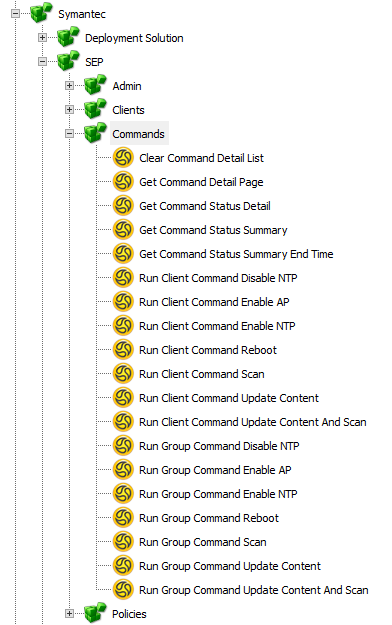 Symantec
Deployment Solution
SEP
Admin
Clients
Commands
Clear Command Detail List
Get Command Detail Page
Get Command Status Detail
Get Command Status Summary
Get Command Status Summary End Time
Run Client Command Disable NTP
Run Client Command Enable AP
Run Client Command Enable NTP
Run Client Command Reboot
Run Client Command Scan
Run Client Command Update Content
Run Client Command Update Content And Scan
Run Group Command Disable NTP
Run Group Command Enable AP
Run Group Command Enable NTP
Run Group Command Reboot
Run Group Command Scan
Run Group Command Update Content
Run Group Command Update Content And Scan
Policies